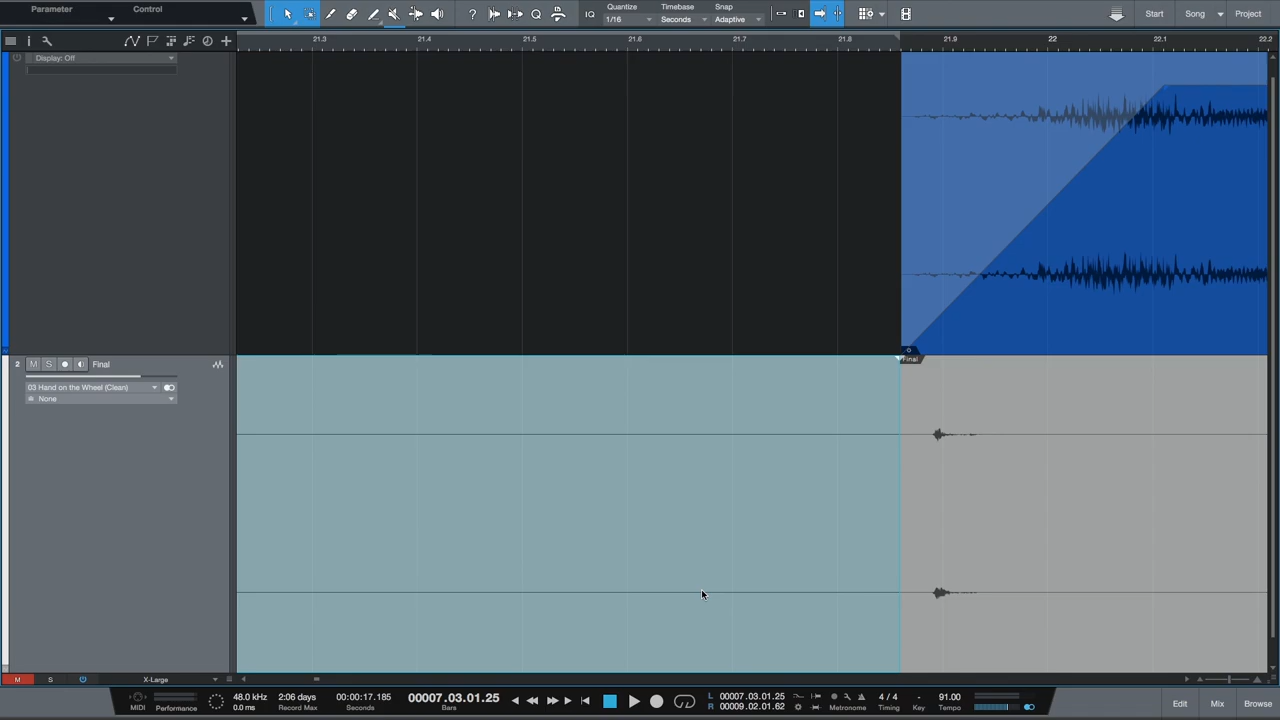 Parameter Control
Quantize Timebase Snap
IQ 1/16 Seconds Adaptive
Start Song Project
21.3 21.4 21.5 21.6 21.7 21.8 21.9 22 22.1 22.2
Display: Off
2 M S Final
03 Hand on the Wheel (Clean)
None
Final
M S X-Large
MIDI Performance
48.0 kHz 2:06 days 00:00:17.185 00007.03.01.25
0.0 ms Record Max Seconds Bars
L 00007.03.01.25
R 00009.02.01.62
4 / 4 - 91.00
Metronome Timing Key Tempo
Edit Mix Browse